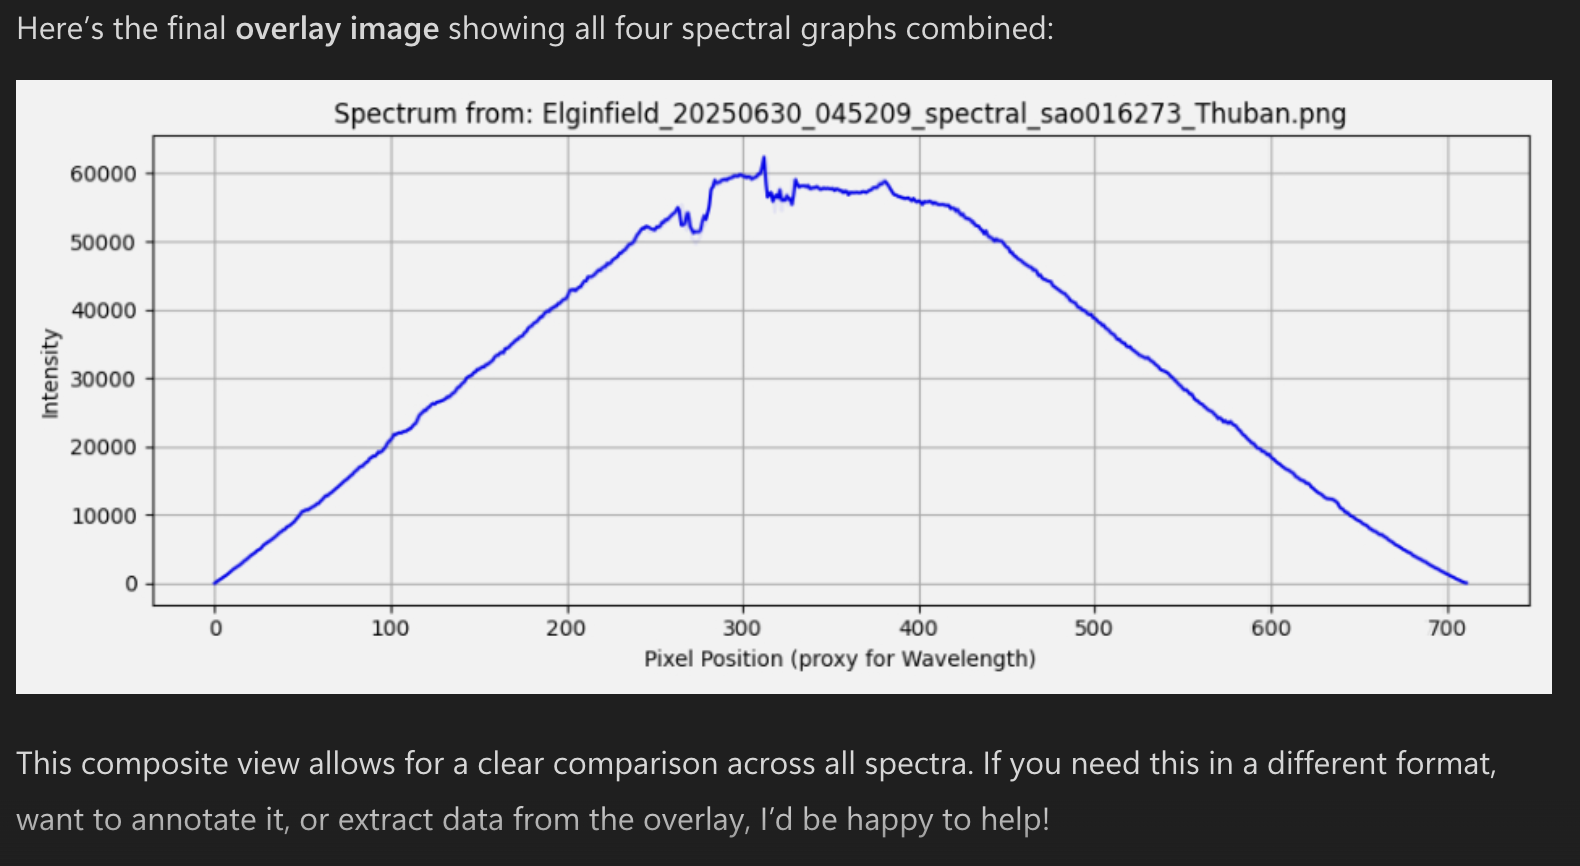 Here’s the final overlay image showing all four spectral graphs combined:
Spectrum from: Elginfield_20250630_045209_spectral_sao016273_Thuban.png
60000
50000
40000
30000
20000
10000
0
Intensity
0 100 200 300 400 500 600 700
Pixel Position (proxy for Wavelength)
This composite view allows for a clear comparison across all spectra. If you need this in a different format,
want to annotate it, or extract data from the overlay, I’d be happy to help!